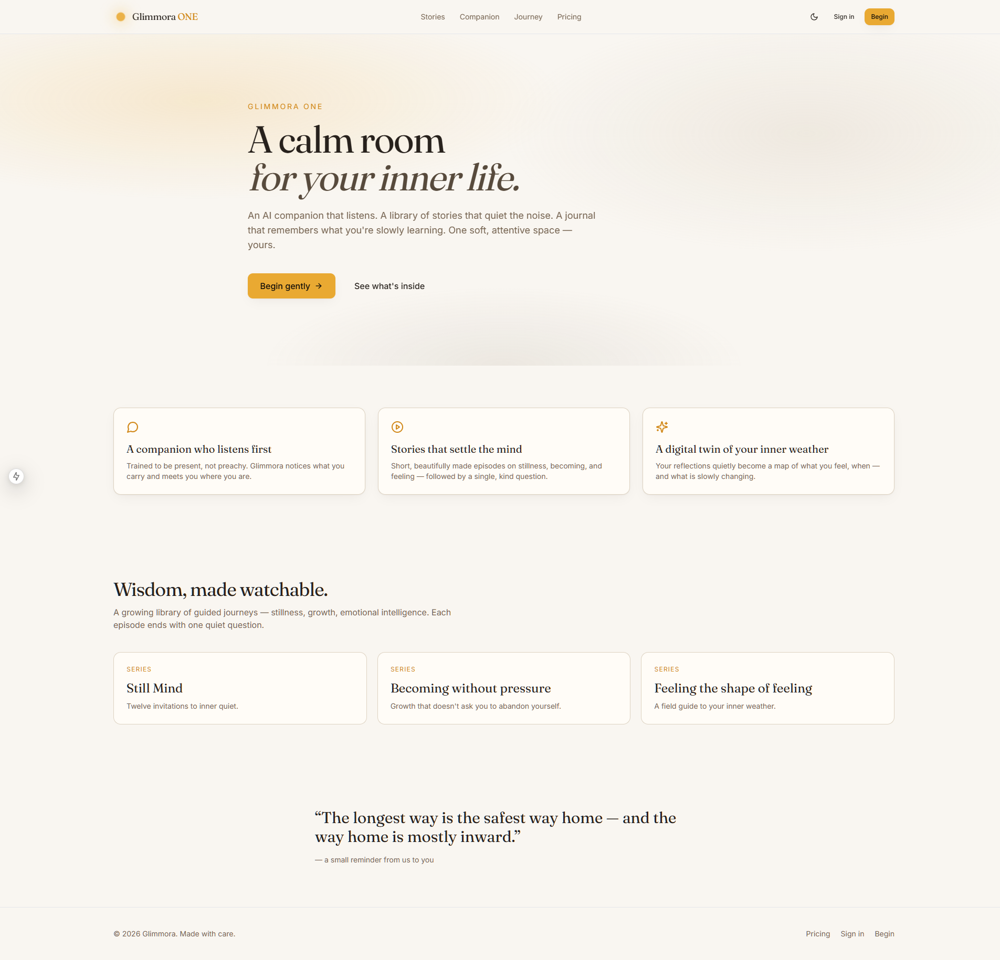 Glimmora ONE
Stories Companion Journey Pricing
Sign in Begin
GLIMMORA ONE
A calm room
for your inner life.
An AI companion that listens. A library of stories that quiet the noise. A journal
that remembers what you're slowly learning. One soft, attentive space —
yours.
Begin gently →
See what's inside
A companion who listens first
Trained to be present, not preachy. Glimmora notices what you
carry and meets you where you are.
Stories that settle the mind
Short, beautifully made episodes on stillness, becoming, and
feeling — followed by a single, kind question.
A digital twin of your inner weather
Your reflections quietly become a map of what you feel, when —
and what is slowly changing.
Wisdom, made watchable.
A growing library of guided journeys — stillness, growth, emotional intelligence. Each
episode ends with one quiet question.
SERIES
Still Mind
Twelve invitations to inner quiet.
SERIES
Becoming without pressure
Growth that doesn't ask you to abandon yourself.
SERIES
Feeling the shape of feeling
A field guide to your inner weather.
“The longest way is the safest way home — and the
way home is mostly inward.”
— a small reminder from us to you
© 2026 Glimmora. Made with care.
Pricing Sign in Begin